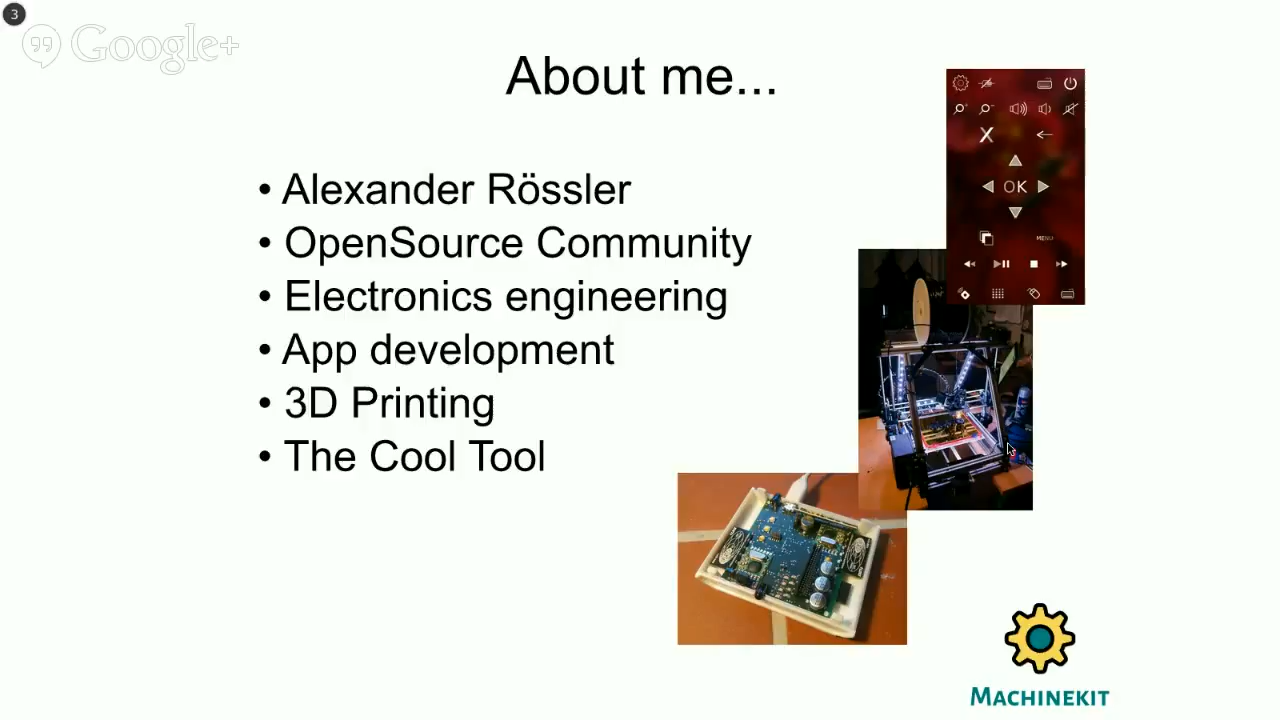 3
Google+
About me...
• Alexander Rössler
• OpenSource Community
• Electronics engineering
• App development
• 3D Printing
• The Cool Tool
X
OK
MENU
MACHINEKIT